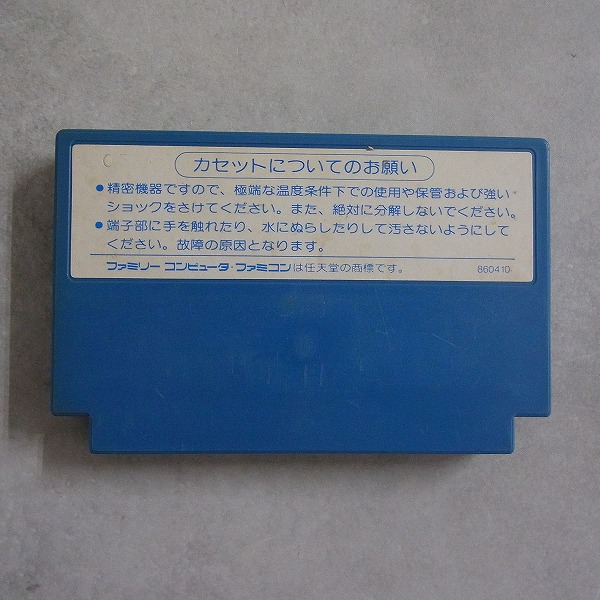 カセットについてのお願い
●精密機器ですので、極端な温度条件下での使用や保管および強い
ショックをさけてください。また、絶対に分解しないでください。
●端子部に手を触れたり、水にぬらしたりして汚さないようにして
ください。故障の原因となります。
ファミリー コンピュータ・ファミコンは任天堂の商標です。 860410